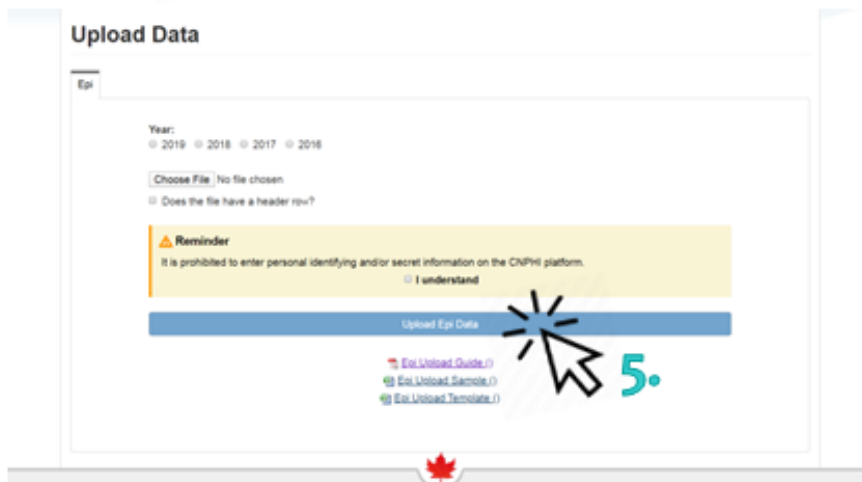 Upload Data
Epi
Year:
2019 2018 2017 2016
Choose File No file chosen
Does the file have a header row?
Reminder
It is prohibited to enter personal identifying and/or secret information on the CNPHI platform.
I understand
Upload Epi Data
Epi Upload Guide ()
Epi Upload Sample ()
Epi Upload Template ()
5.